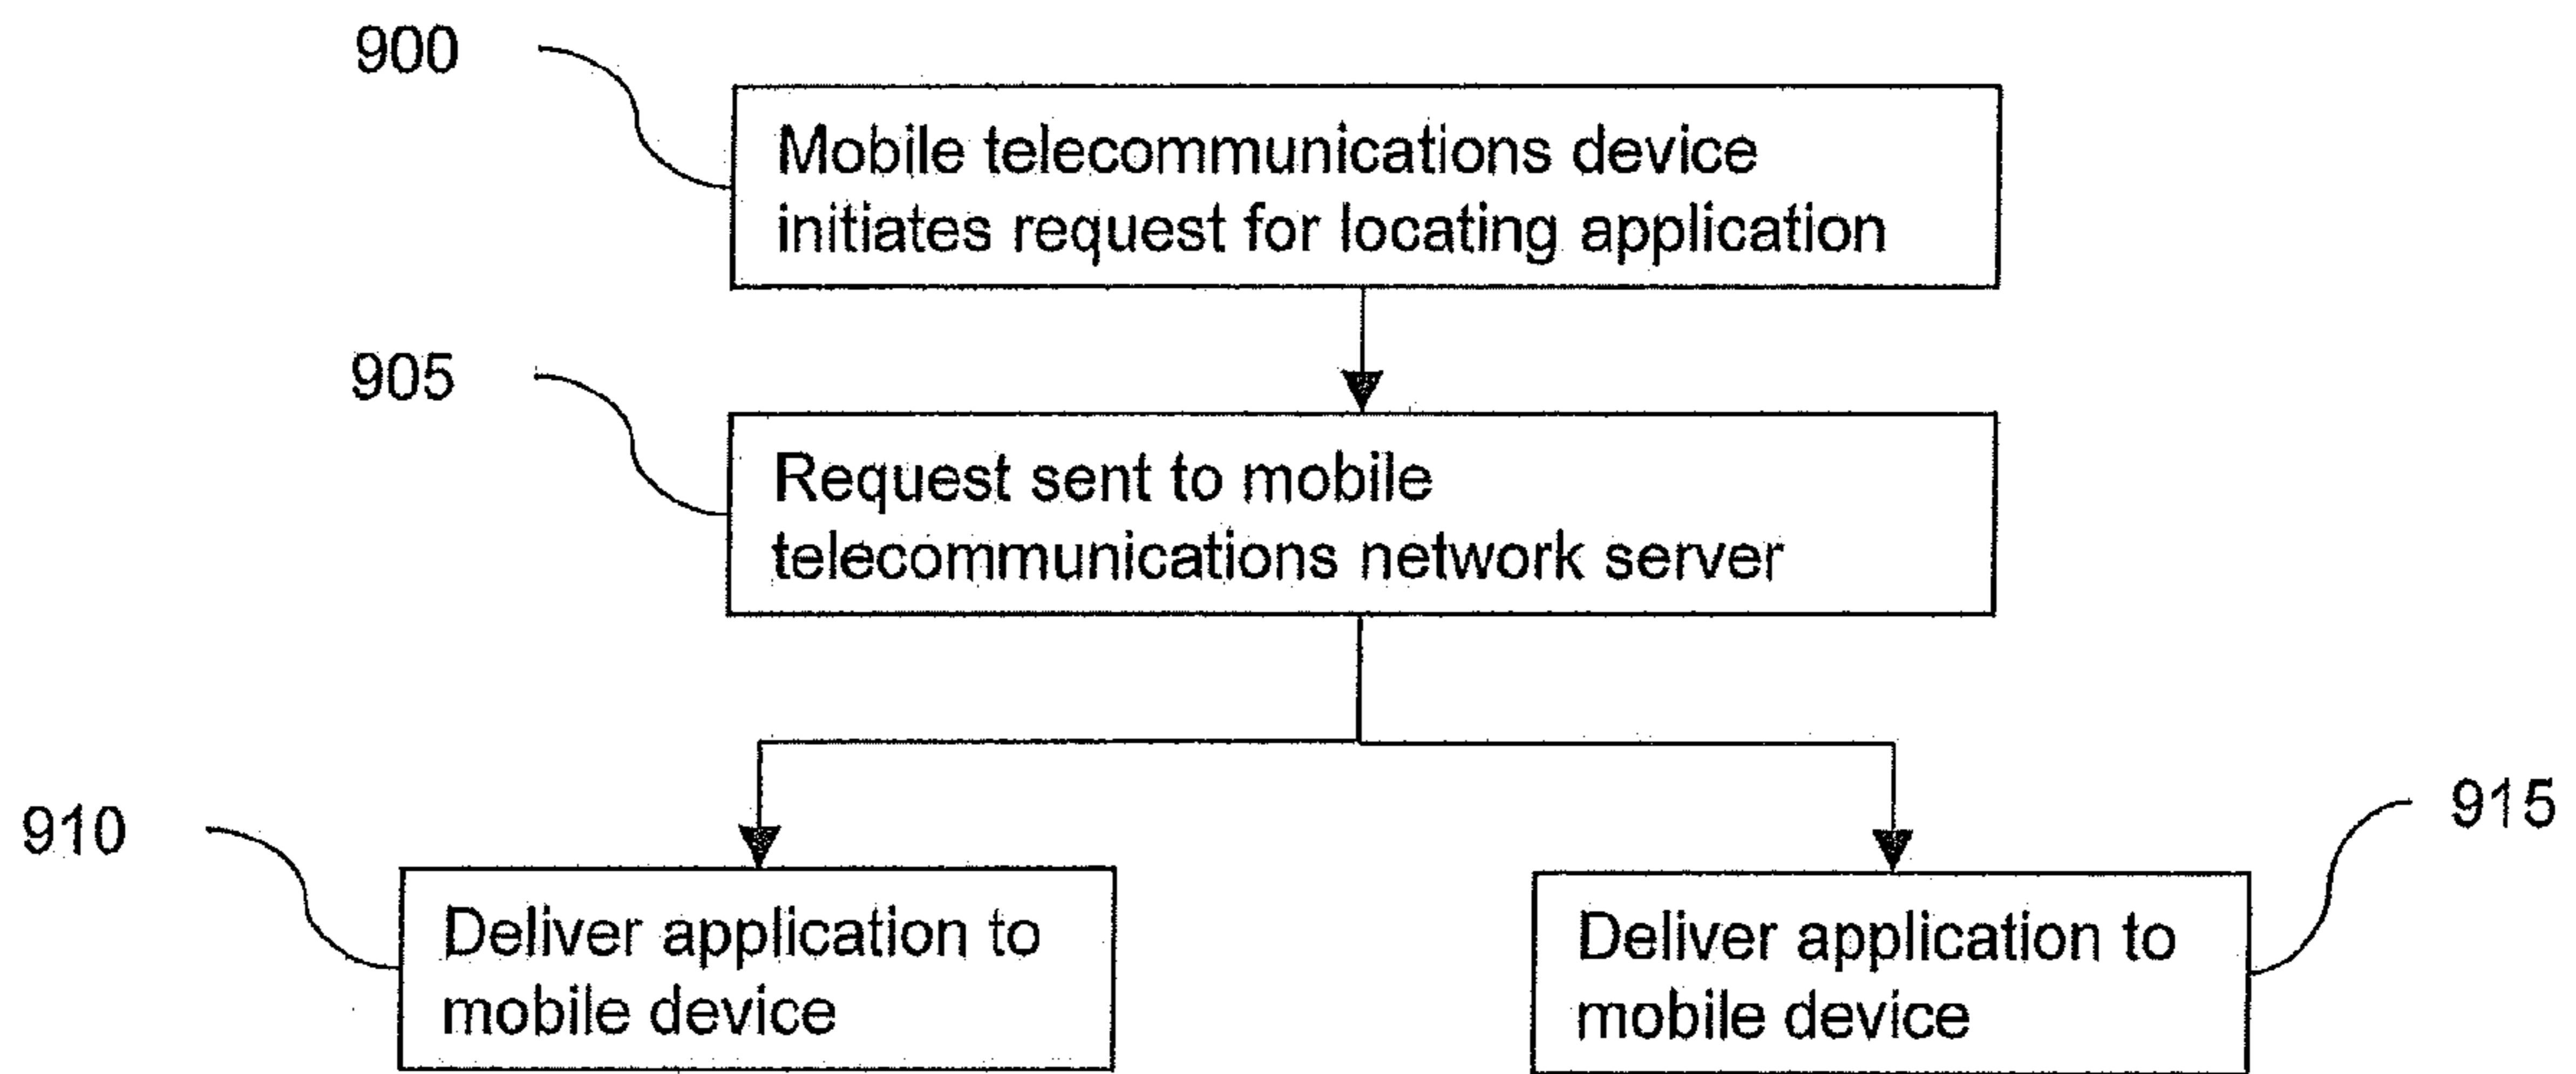 900
Mobile telecommunications device
initiates request for locating application
905
Request sent to mobile
telecommunications network server
910
Deliver application to
mobile device
915
Deliver application to
mobile device